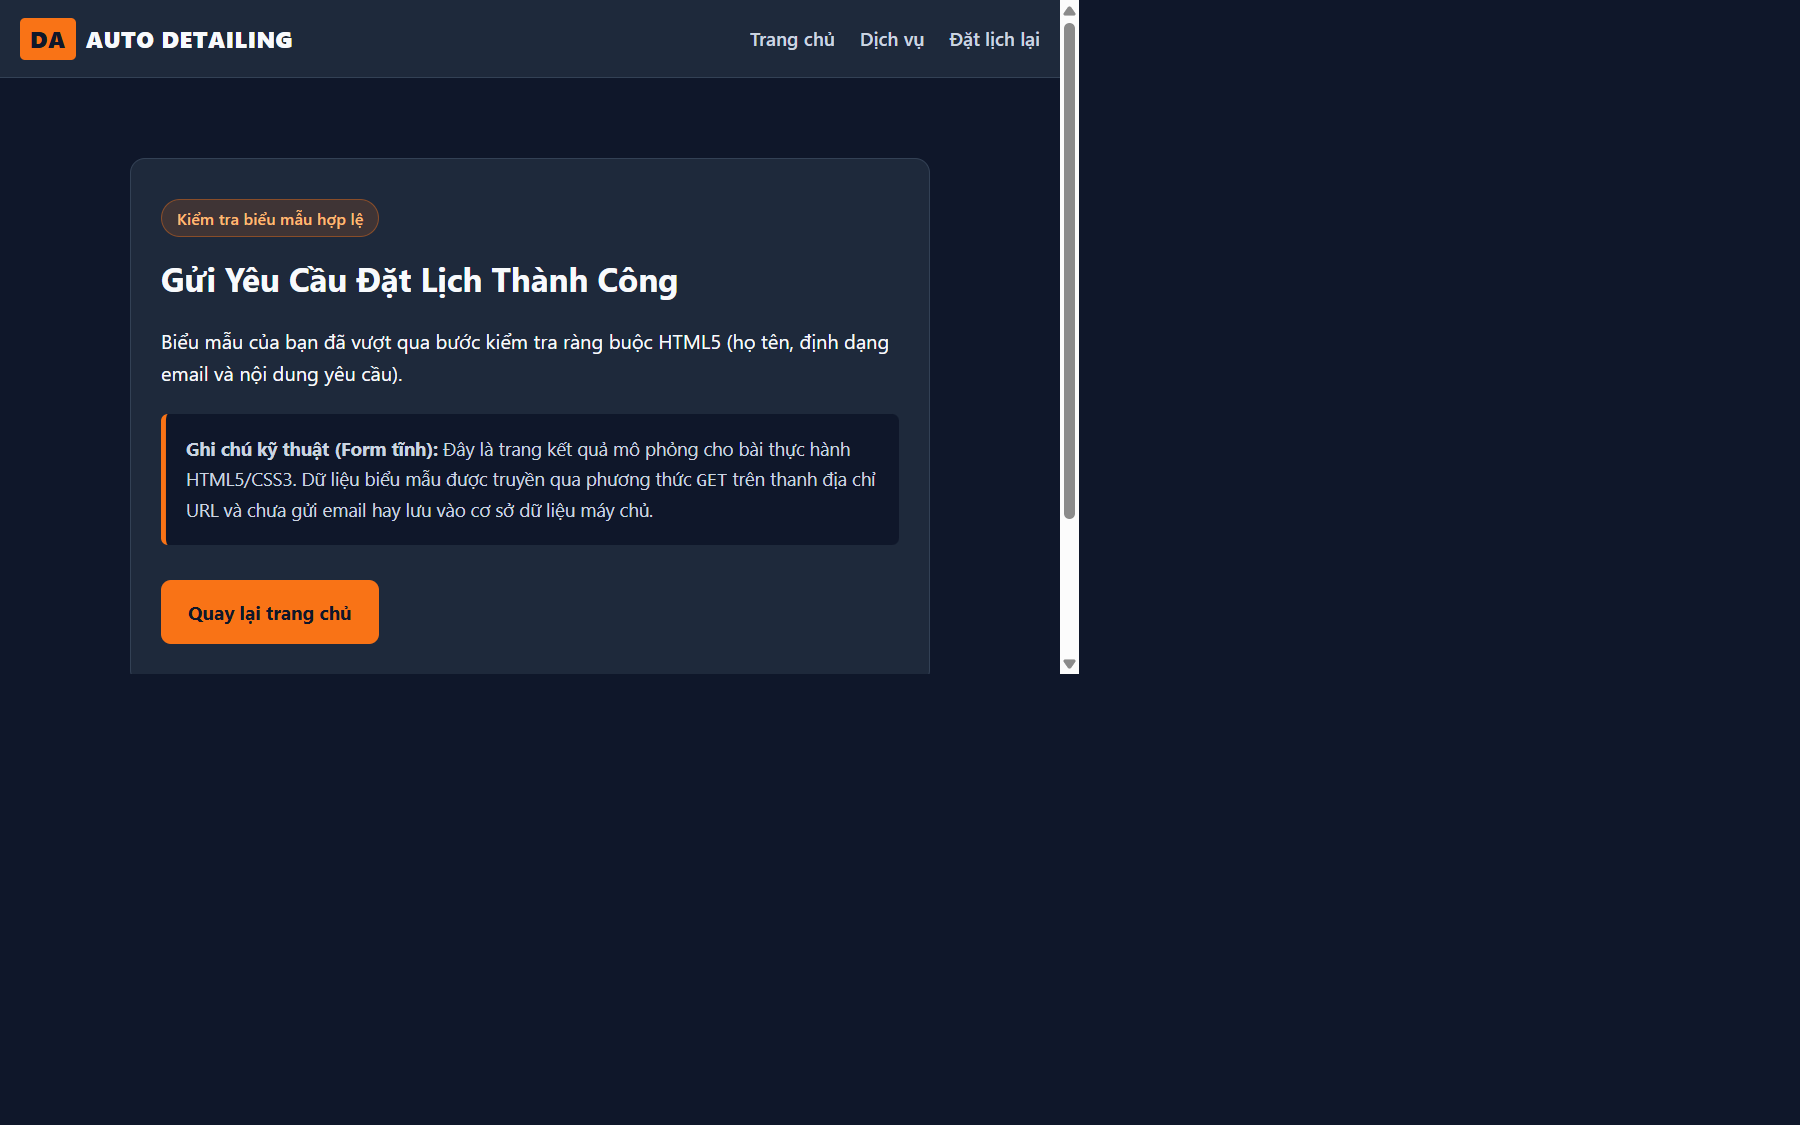 DA AUTO DETAILING
Trang chủ Dịch vụ Đặt lịch lại
Kiểm tra biểu mẫu hợp lệ
Gửi Yêu Cầu Đặt Lịch Thành Công
Biểu mẫu của bạn đã vượt qua bước kiểm tra ràng buộc HTML5 (họ tên, định dạng
email và nội dung yêu cầu).
Ghi chú kỹ thuật (Form tĩnh): Đây là trang kết quả mô phỏng cho bài thực hành
HTML5/CSS3. Dữ liệu biểu mẫu được truyền qua phương thức GET trên thanh địa chỉ
URL và chưa gửi email hay lưu vào cơ sở dữ liệu máy chủ.
Quay lại trang chủ